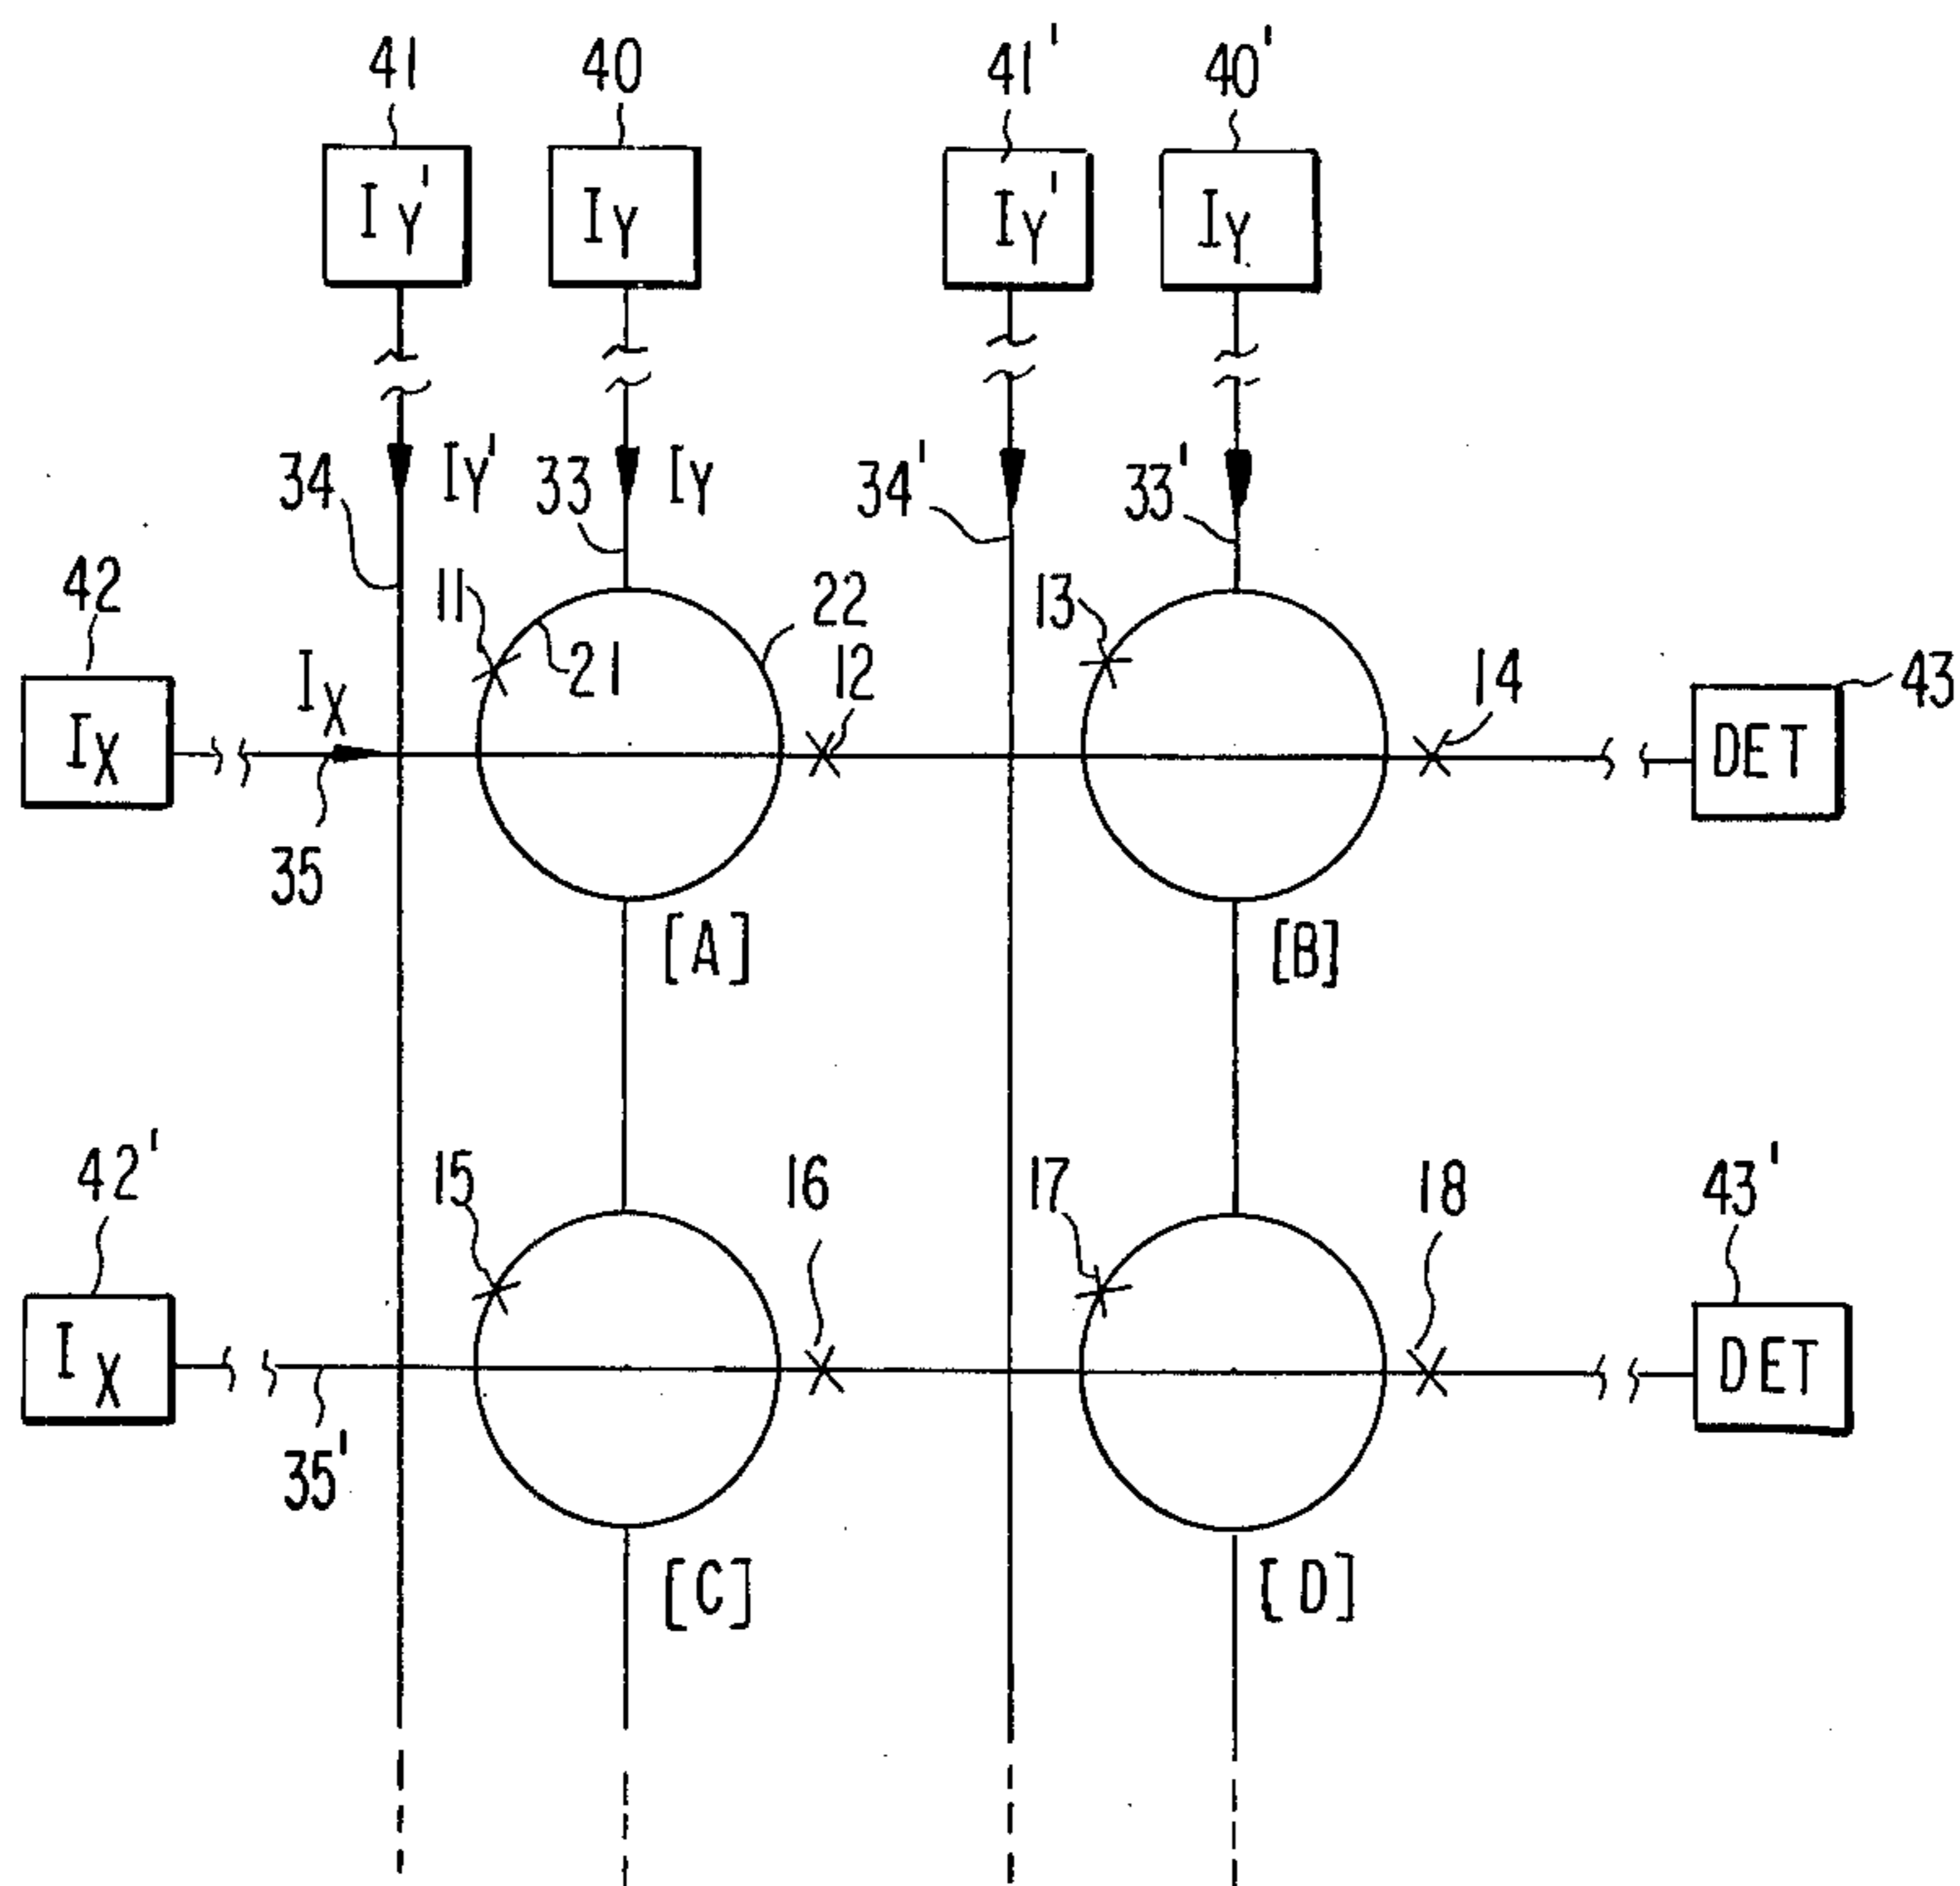 41 40 41' 40'
IY' IY IY' IY
34 IY' 33 IY 34' 33'
42 11 21 22 12 13 14 43
IX IX DET
35
[A] [B]
42' 15 16 17 18 43'
IX DET
35'
[C] [D]